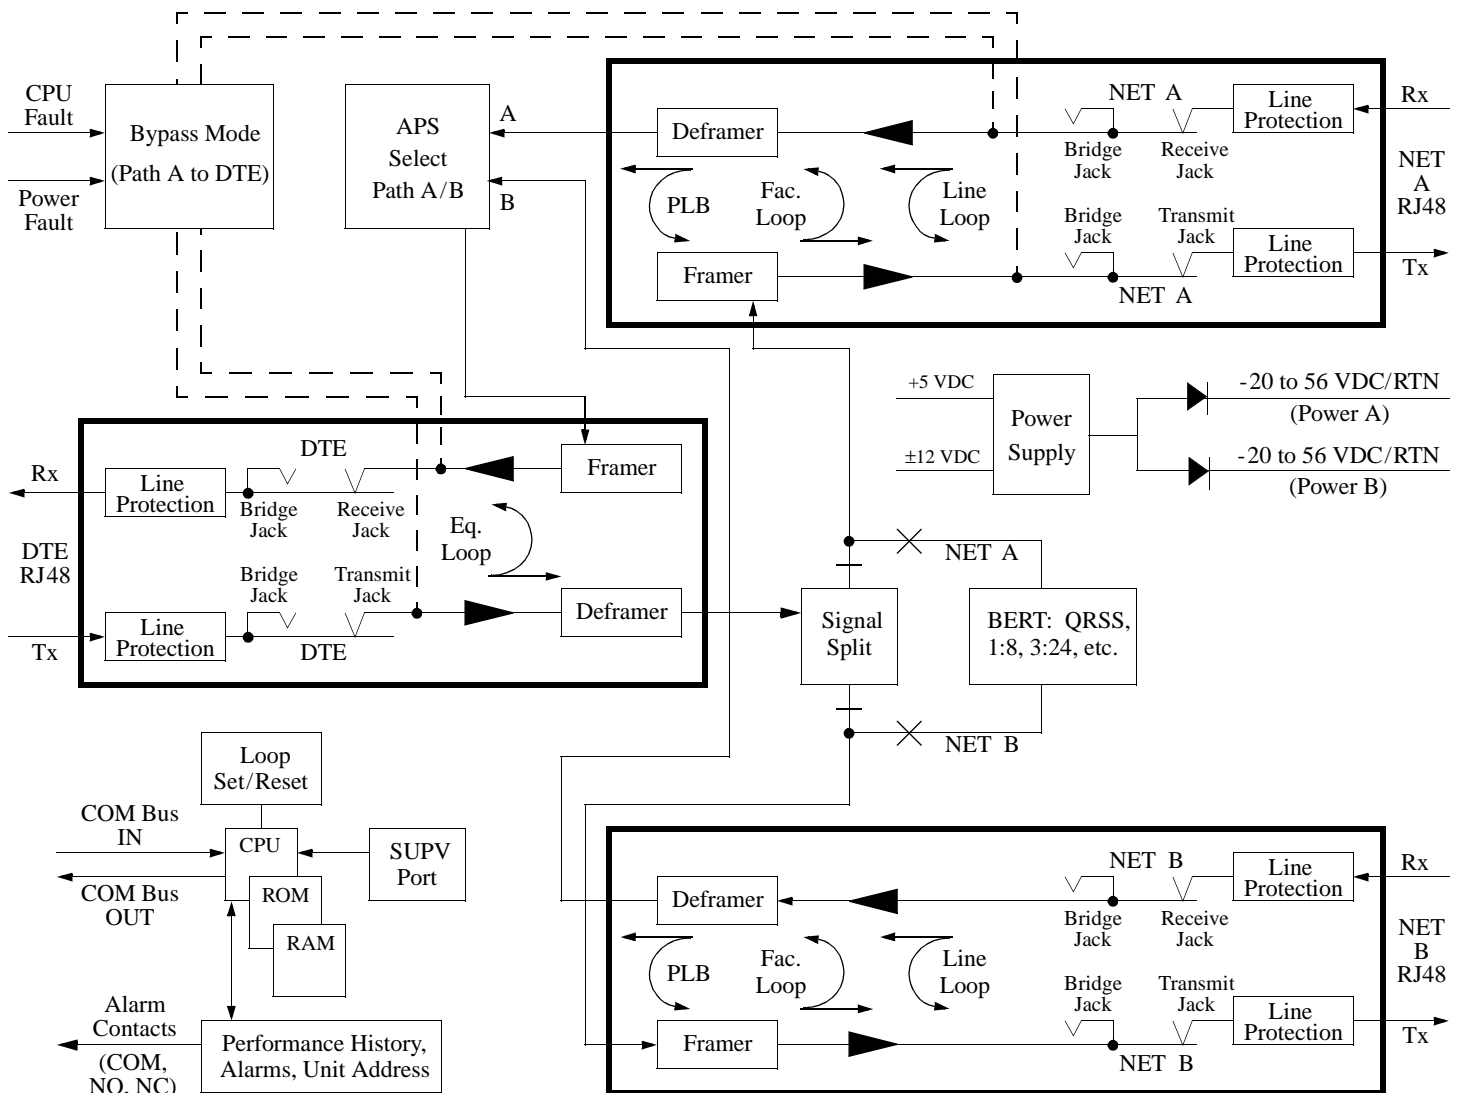 CPU
Fault
Power
Fault
Bypass Mode
(Path A to DTE)
APS
Select
Path A/B
A
B
Deframer
NET A
Line
Protection
Rx
Bridge
Jack
Receive
Jack
PLB
Fac.
Loop
Line
Loop
NET
A
RJ48
Bridge
Jack
Transmit
Jack
Framer
Line
Protection
NET A
Tx
+5 VDC
±12 VDC
Power
Supply
-20 to 56 VDC/RTN
(Power A)
-20 to 56 VDC/RTN
(Power B)
Rx
Line
Protection
DTE
Framer
Bridge
Jack
Receive
Jack
DTE
RJ48
Eq.
Loop
Bridge
Jack
Transmit
Jack
Deframer
Tx
Line
Protection
DTE
NET A
Signal
Split
BERT: QRSS,
1:8, 3:24, etc.
NET B
Loop
Set/Reset
COM Bus
IN
CPU
SUPV
Port
COM Bus
OUT
ROM
RAM
Alarm
Contacts
(COM,
NO, NC)
Performance History,
Alarms, Unit Address
Deframer
NET B
Line
Protection
Rx
Bridge
Jack
Receive
Jack
PLB
Fac.
Loop
Line
Loop
NET
B
RJ48
Bridge
Jack
Transmit
Jack
Framer
Line
Protection
NET B
Tx